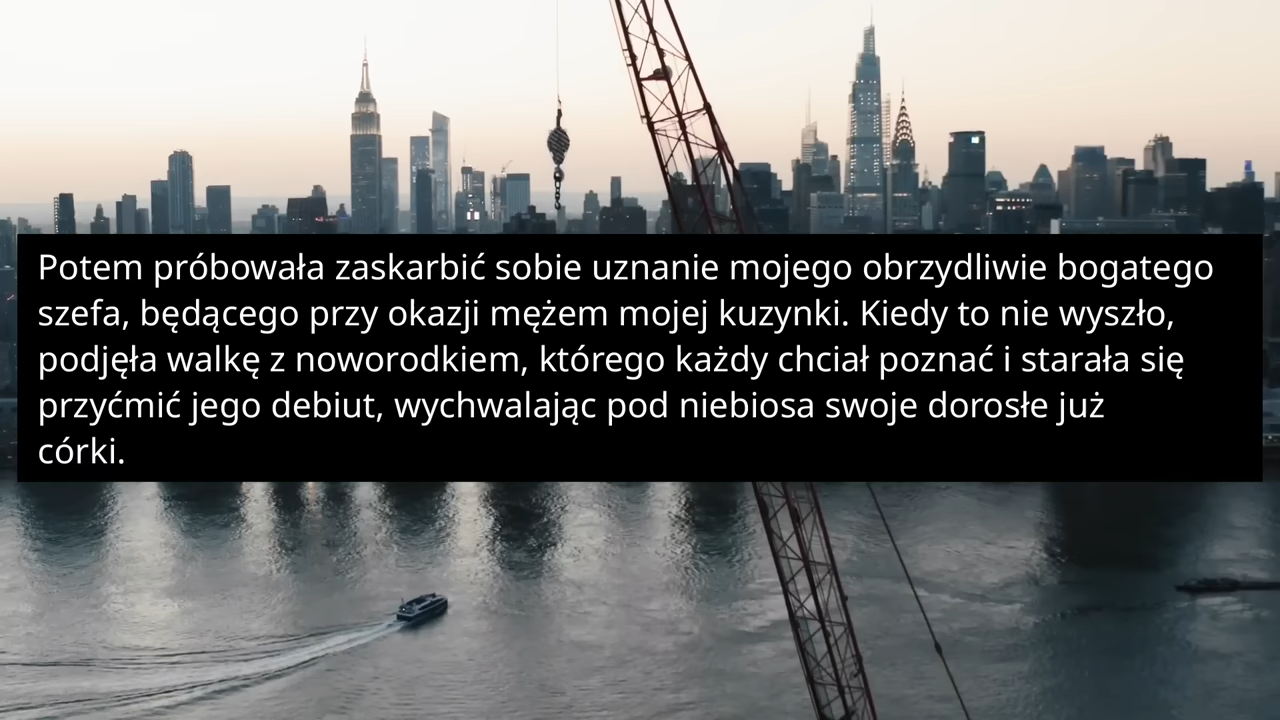 Potem próbowała zaskarbić sobie uznanie mojego obrzydliwie bogatego
szefa, będącego przy okazji mężem mojej kuzynki. Kiedy to nie wyszło,
podjęła walkę z noworodkiem, którego każdy chciał poznać i starała się
przyćmić jego debiut, wychwalając pod niebiosa swoje dorosłe już
córki.